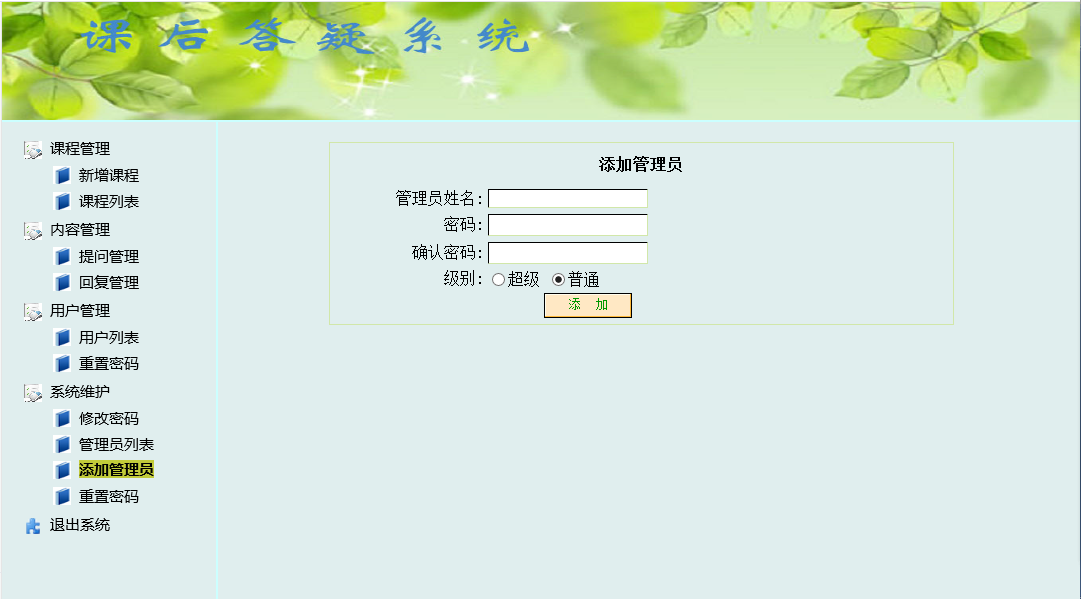 课后答疑系统
课程管理
新增课程
课程列表
内容管理
提问管理
回复管理
用户管理
用户列表
重置密码
系统维护
修改密码
管理员列表
添加管理员
重置密码
退出系统
添加管理员
管理员姓名:
密码:
确认密码:
级别: 超级 普通
添 加